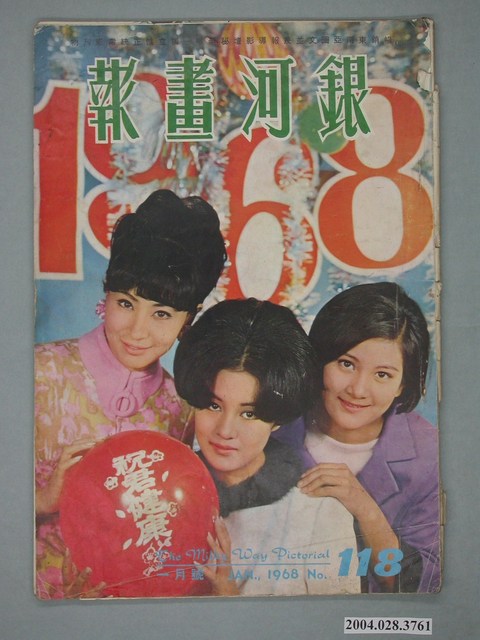 銀河畫報
1968
祝君健康
The Milky Way Pictorial
一月號 JAN., 1968 No. 118
2004.028.3761